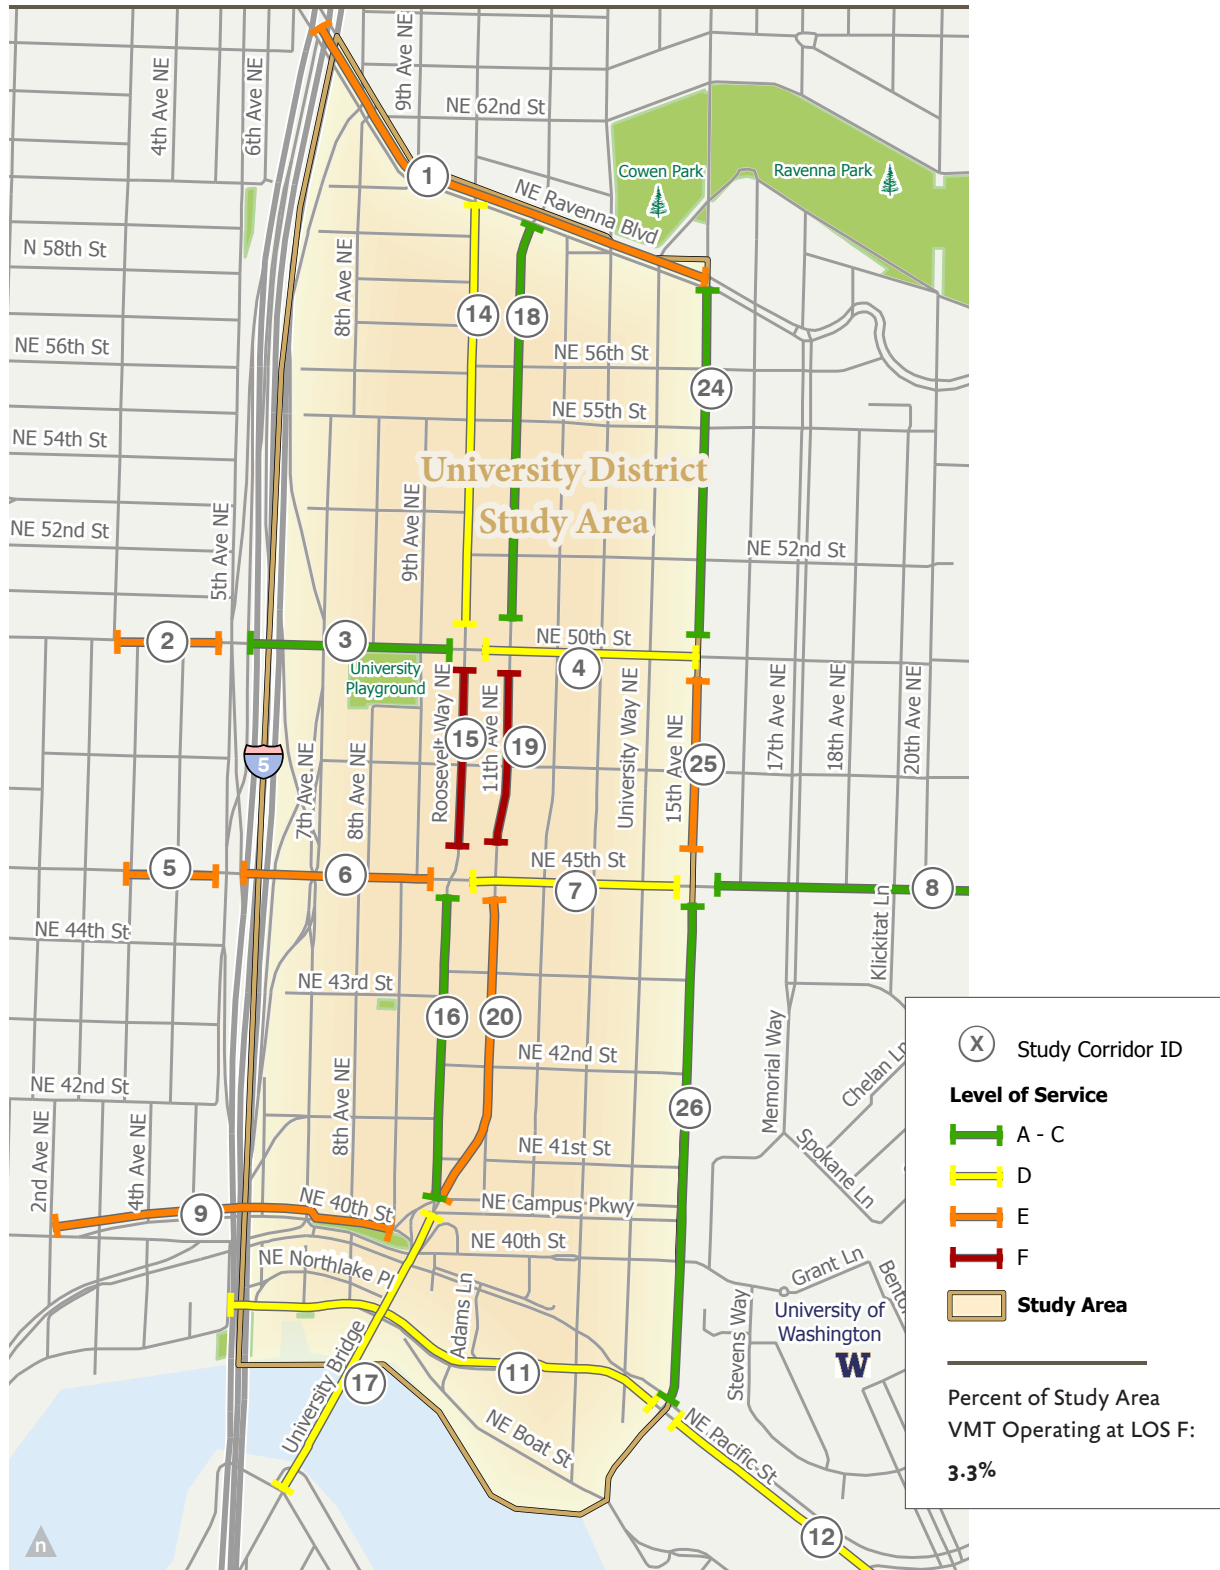 4th Ave NE
6th Ave NE
9th Ave NE
NE 62nd St
Cowen Park
Ravenna Park
1
NE Ravenna Blvd
N 58th St
8th Ave NE
14
18
NE 56th St
NE 56th St
24
NE 55th St
NE 54th St
University District
Study Area
5th Ave NE
9th Ave NE
NE 52nd St
NE 52nd St
2
3
NE 50th St
4
University
Playground
Roosevelt Way NE
11th Ave NE
University Way NE
15th Ave NE
17th Ave NE
18th Ave NE
20th Ave NE
15
19
25
5
7th Ave NE
8th Ave NE
5
6
NE 45th St
7
8
Klickitat Ln
NE 44th St
NE 43rd St
16
20
NE 42nd St
Memorial Way
Chelan Ln
NE 42nd St
8th Ave NE
26
2nd Ave NE
4th Ave NE
NE 41st St
Spokane Ln
9
NE 40th St
NE Campus Pkwy
NE 40th St
NE Northlake Pl
Adams Ln
Grant Ln
Stevens Way
University of
Washington
W
University Bridge
17
11
NE Boat St
NE Pacific St
12
n
X Study Corridor ID
Level of Service
A - C
D
E
F
Study Area
Percent of Study Area
VMT Operating at LOS F:
3.3%